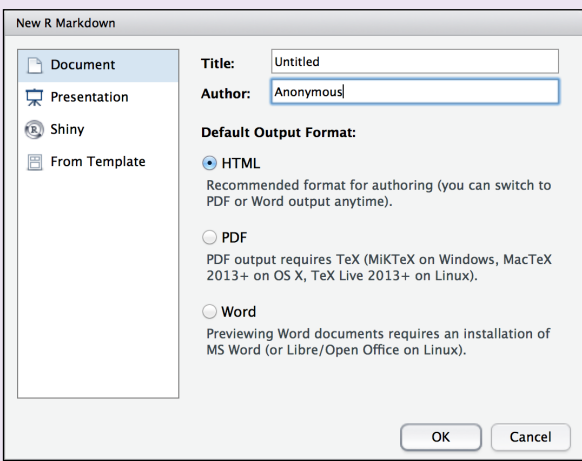 New R Markdown
Document
Presentation
Shiny
From Template
Title: Untitled
Author: Anonymous
Default Output Format:
HTML
Recommended format for authoring (you can switch to
PDF or Word output anytime).
PDF
PDF output requires TeX (MiKTeX on Windows, MacTeX
2013+ on OS X, TeX Live 2013+ on Linux).
Word
Previewing Word documents requires an installation of
MS Word (or Libre/Open Office on Linux).
OK Cancel